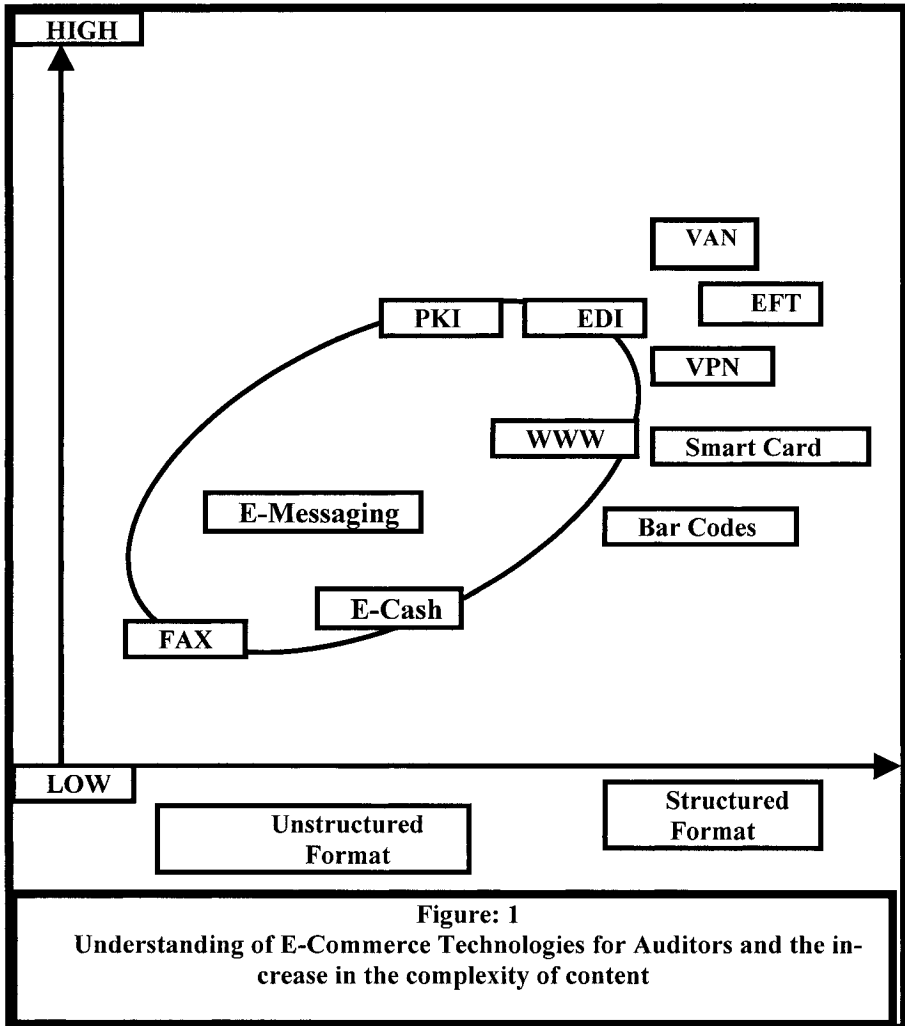 HIGH
VAN
EFT
PKI
EDI
VPN
WWW
Smart Card
E-Messaging
Bar Codes
E-Cash
FAX
LOW
Unstructured
Format
Structured
Format
Figure: 1
Understanding of E-Commerce Technologies for Auditors and the in-
crease in the complexity of content